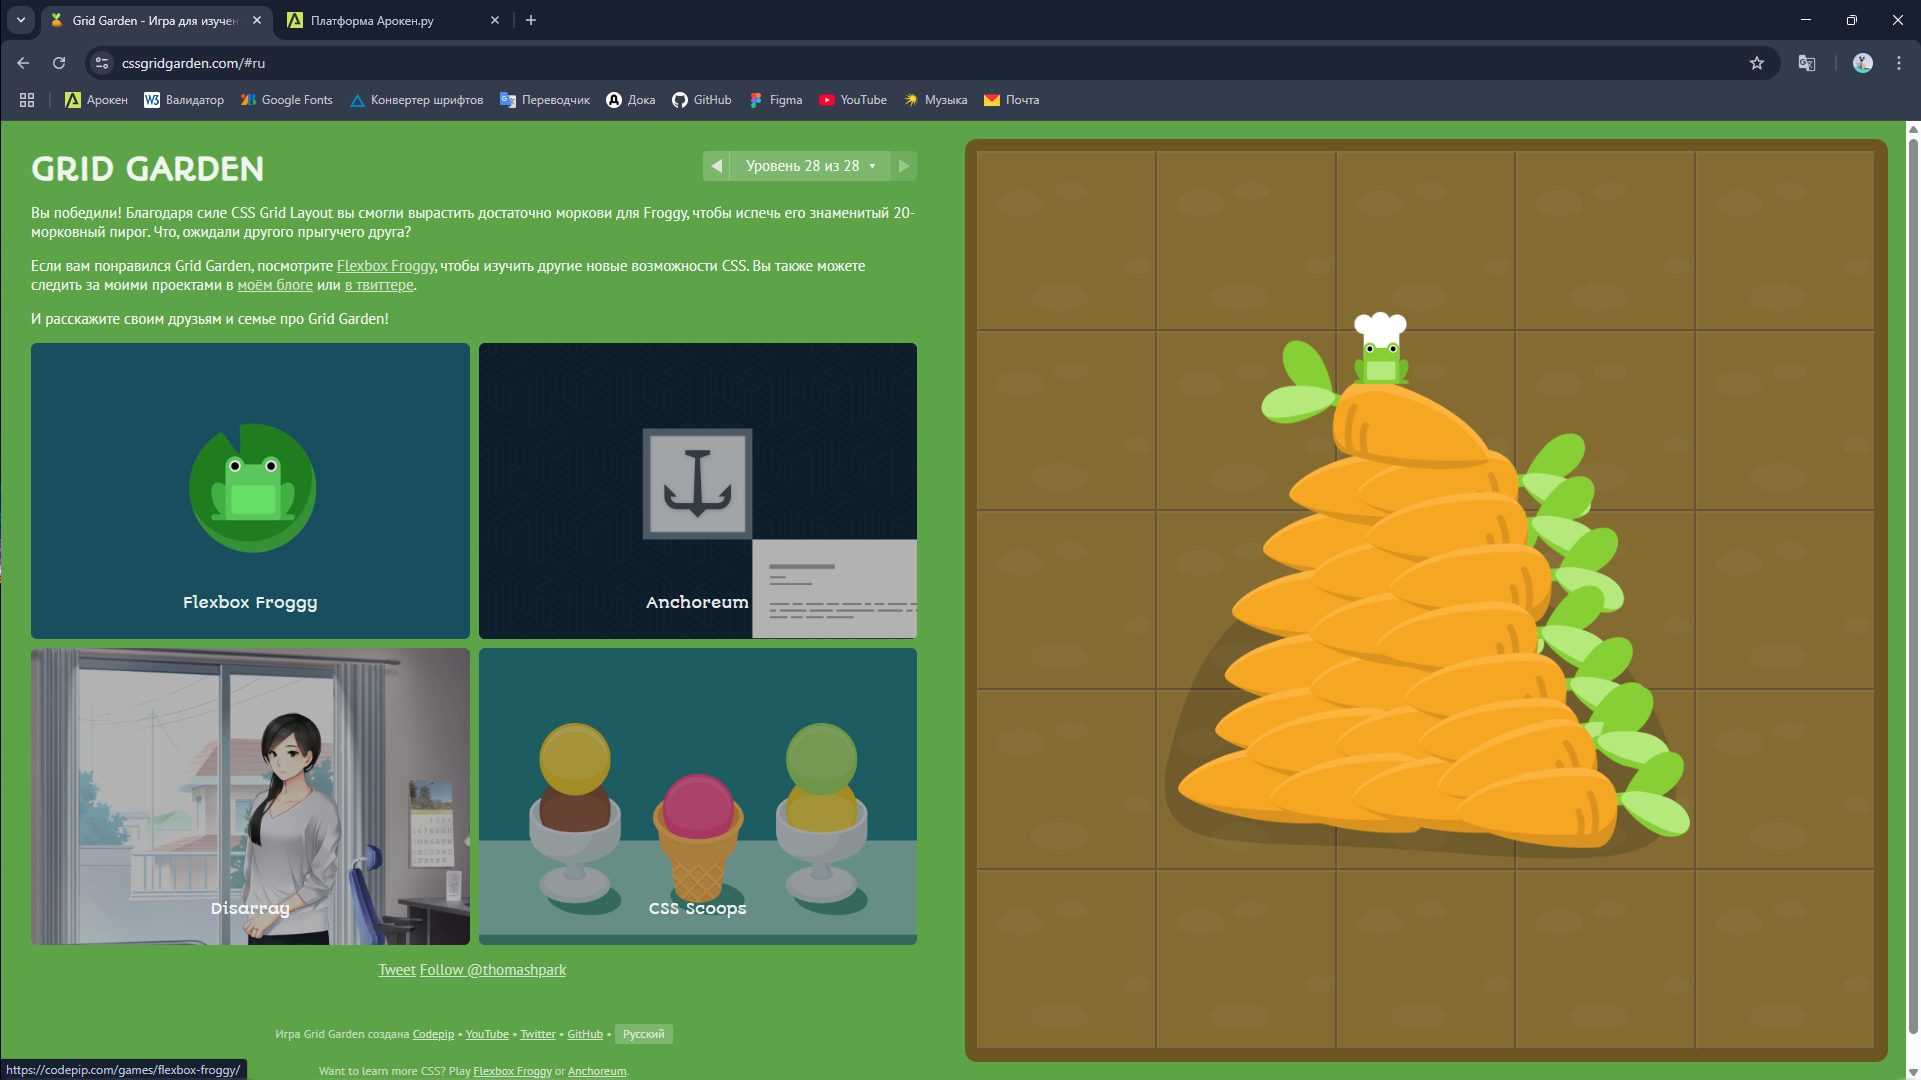 Grid Garden - Игра для изучен
Платформа Арокен.ру
cssgridgarden.com/#ru
Арокен
Валидатор
Google Fonts
Конвертер шрифтов
Переводчик
Дока
GitHub
Figma
YouTube
Музыка
Почта
GRID GARDEN
Уровень 28 из 28
Вы победили! Благодаря силе CSS Grid Layout вы смогли вырастить достаточно моркови для Froggy, чтобы испечь его знаменитый 20-
морковный пирог. Что, ожидали другого прыгучего друга?
Если вам понравился Grid Garden, посмотрите Flexbox Froggy, чтобы изучить другие новые возможности CSS. Вы также можете
следить за моими проектами в моём блоге или в твиттере.
И расскажите своим друзьям и семье про Grid Garden!
Flexbox Froggy
Anchoreum
Disarray
CSS Scoops
Tweet Follow @thomashpark
Игра Grid Garden создана Codepip • YouTube • Twitter • GitHub • Русский
Want to learn more CSS? Play Flexbox Froggy or Anchoreum.
https://codepip.com/games/flexbox-froggy/